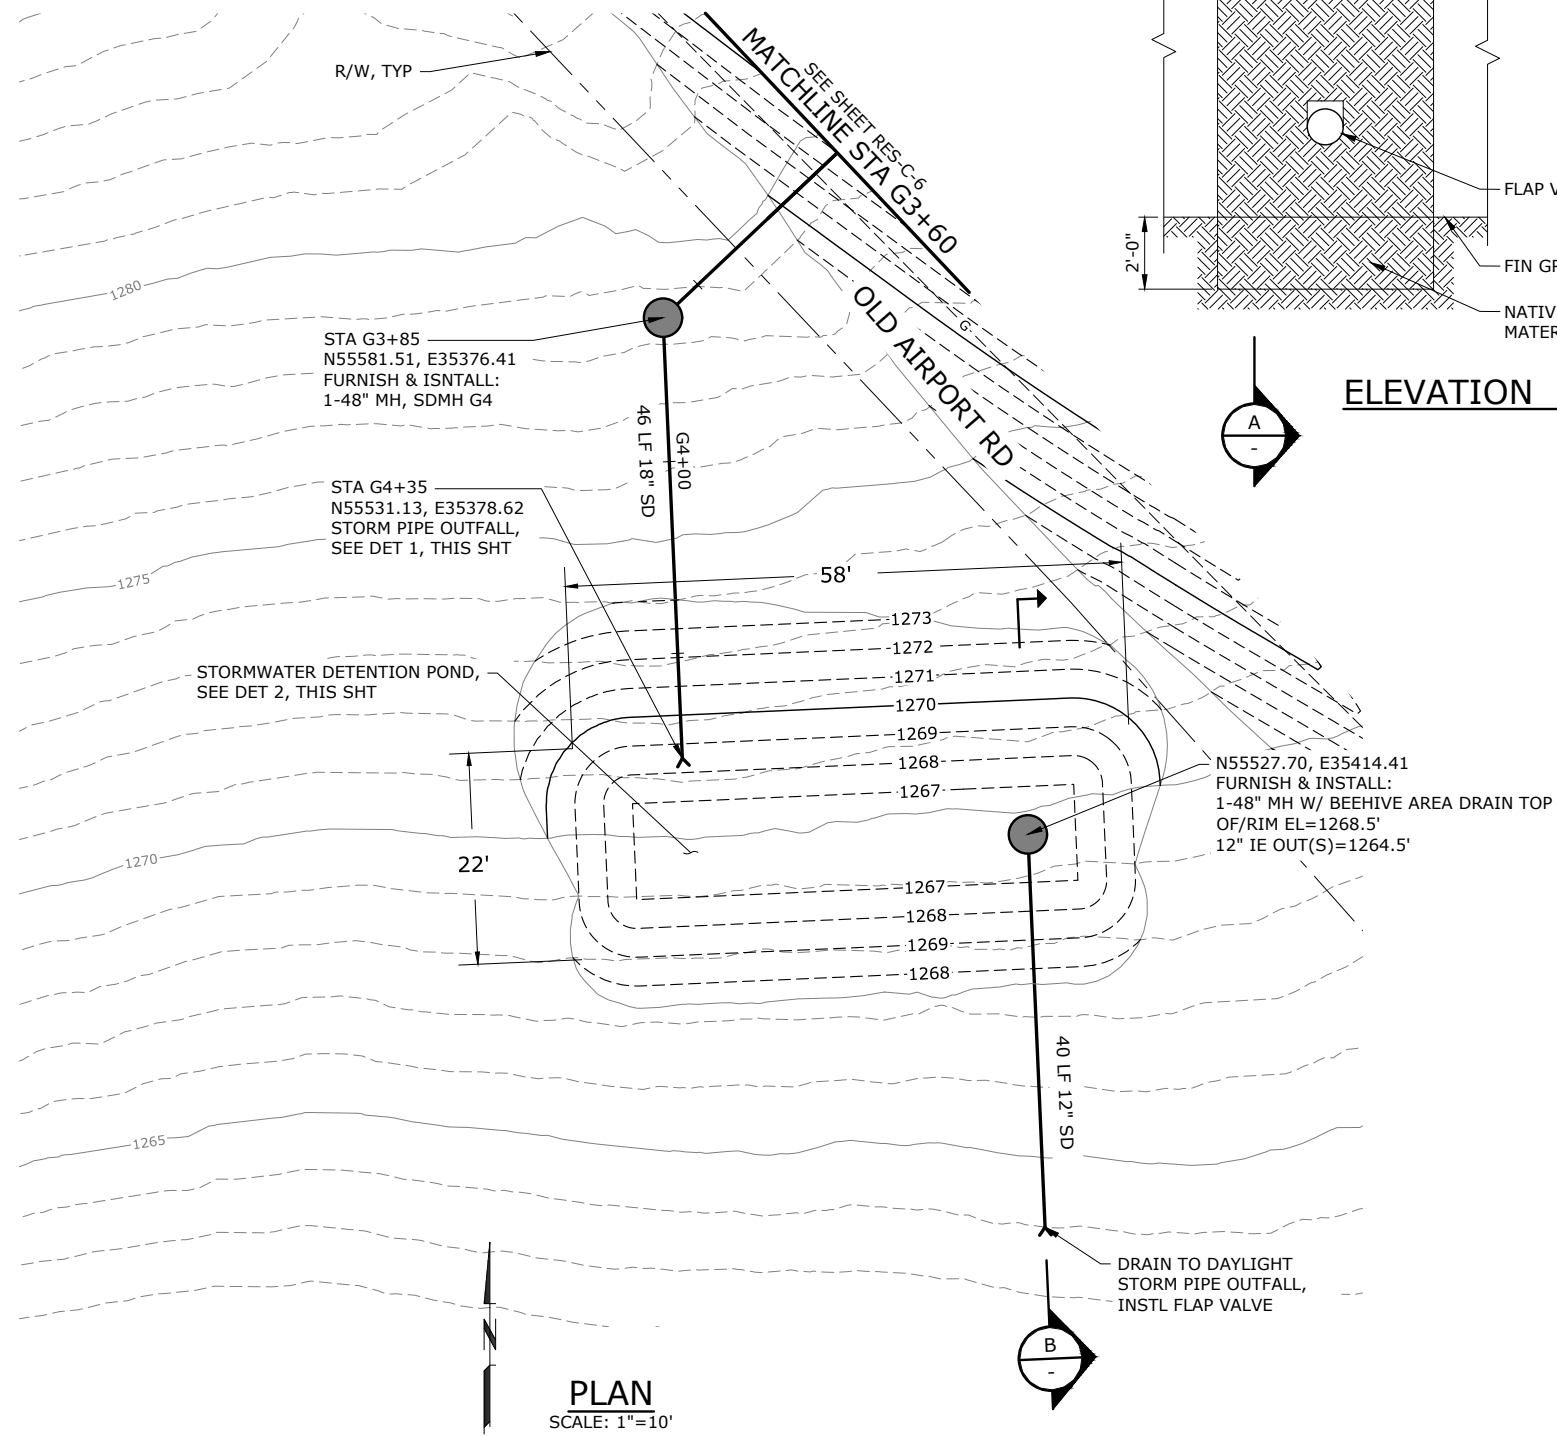 R/W, TYP
SEE SHEET RES-C-6
MATCHLINE STA G3+60
FLAP V
2'-0"
FIN GR
NATIV
MATER
A
-
ELEVATION
1280
STA G3+85
N55581.51, E35376.41
FURNISH & ISNTALL:
1-48" MH, SDMH G4
G
OLD AIRPORT RD
G4+00
46 LF 18" SD
STA G4+35
N55531.13, E35378.62
STORM PIPE OUTFALL,
SEE DET 1, THIS SHT
1275
58'
1273
1272
1271
1270
1269
1268
1267
STORMWATER DETENTION POND,
SEE DET 2, THIS SHT
N55527.70, E35414.41
FURNISH & INSTALL:
1-48" MH W/ BEEHIVE AREA DRAIN TOP
OF/RIM EL=1268.5'
12" IE OUT(S)=1264.5'
22'
1270
1267
1268
1269
1268
40 LF 12" SD
1265
DRAIN TO DAYLIGHT
STORM PIPE OUTFALL,
INSTL FLAP VALVE
B
-
N
PLAN
SCALE: 1"=10'